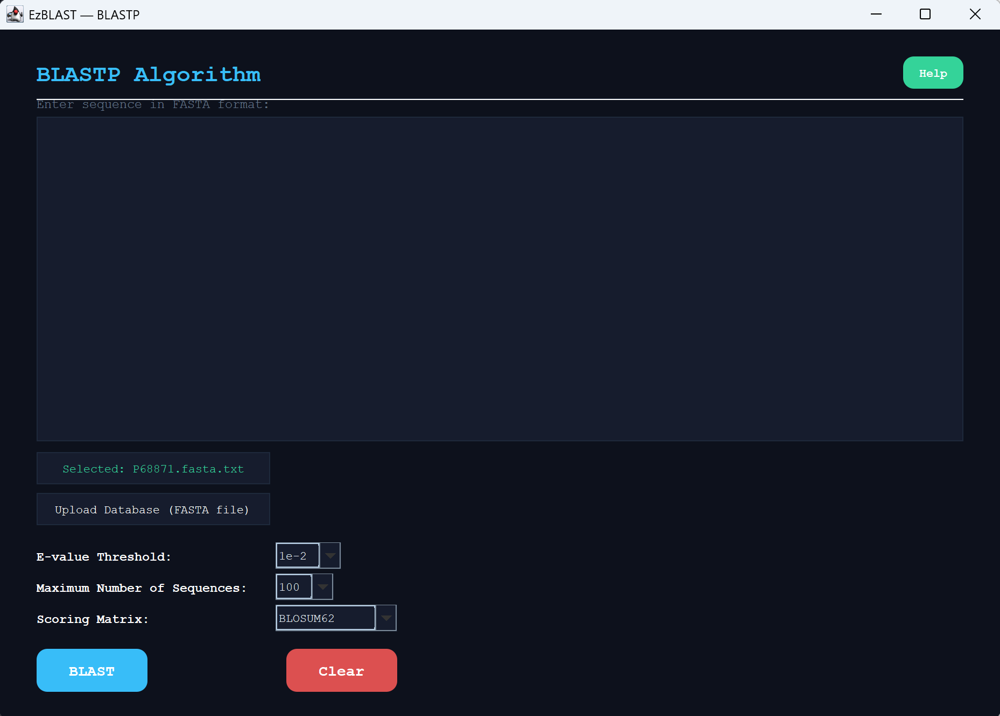 EzBLAST — BLASTP
BLASTP Algorithm
Help
Enter sequence in FASTA format:
Selected: P68871.fasta.txt
Upload Database (FASTA file)
E-value Threshold: 1e-2
Maximum Number of Sequences: 100
Scoring Matrix: BLOSUM62
BLAST Clear